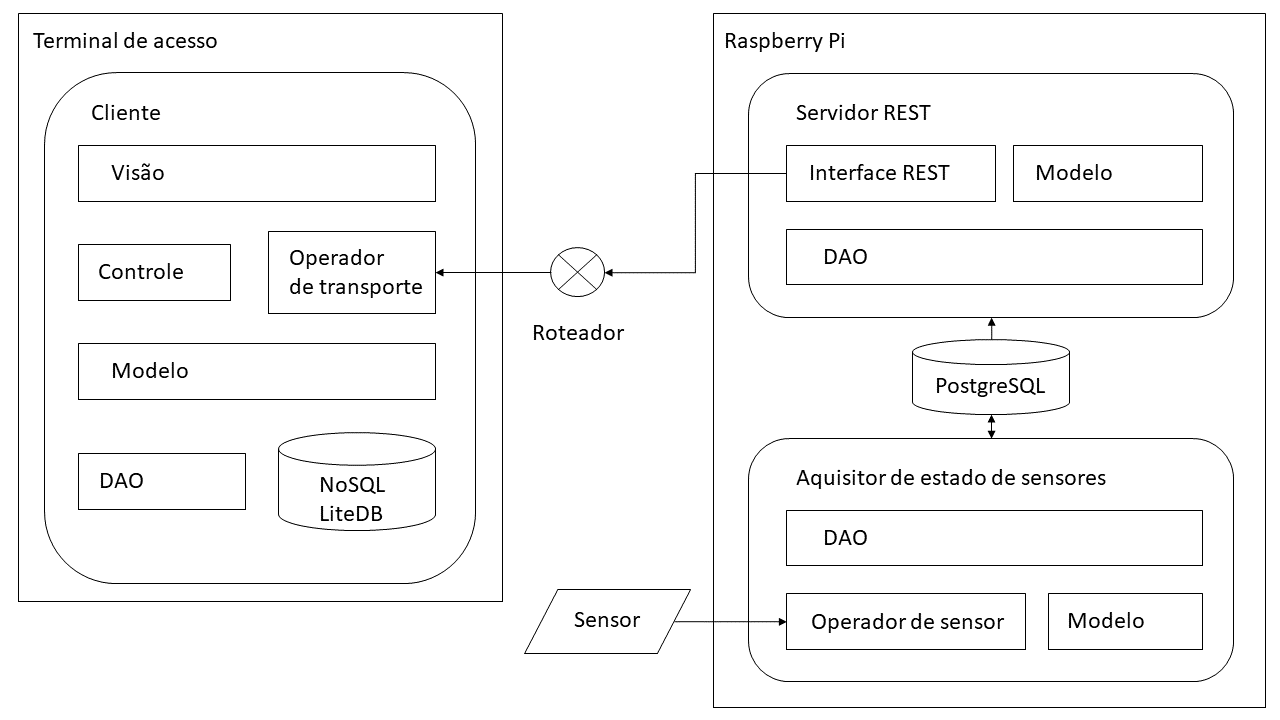 Terminal de acesso
Cliente
Visão
Controle
Operador
de transporte
Modelo
DAO
NoSQL
LiteDB
Roteador
Sensor
Raspberry Pi
Servidor REST
Interface REST
Modelo
DAO
PostgreSQL
Aquisitor de estado de sensores
DAO
Operador de sensor
Modelo